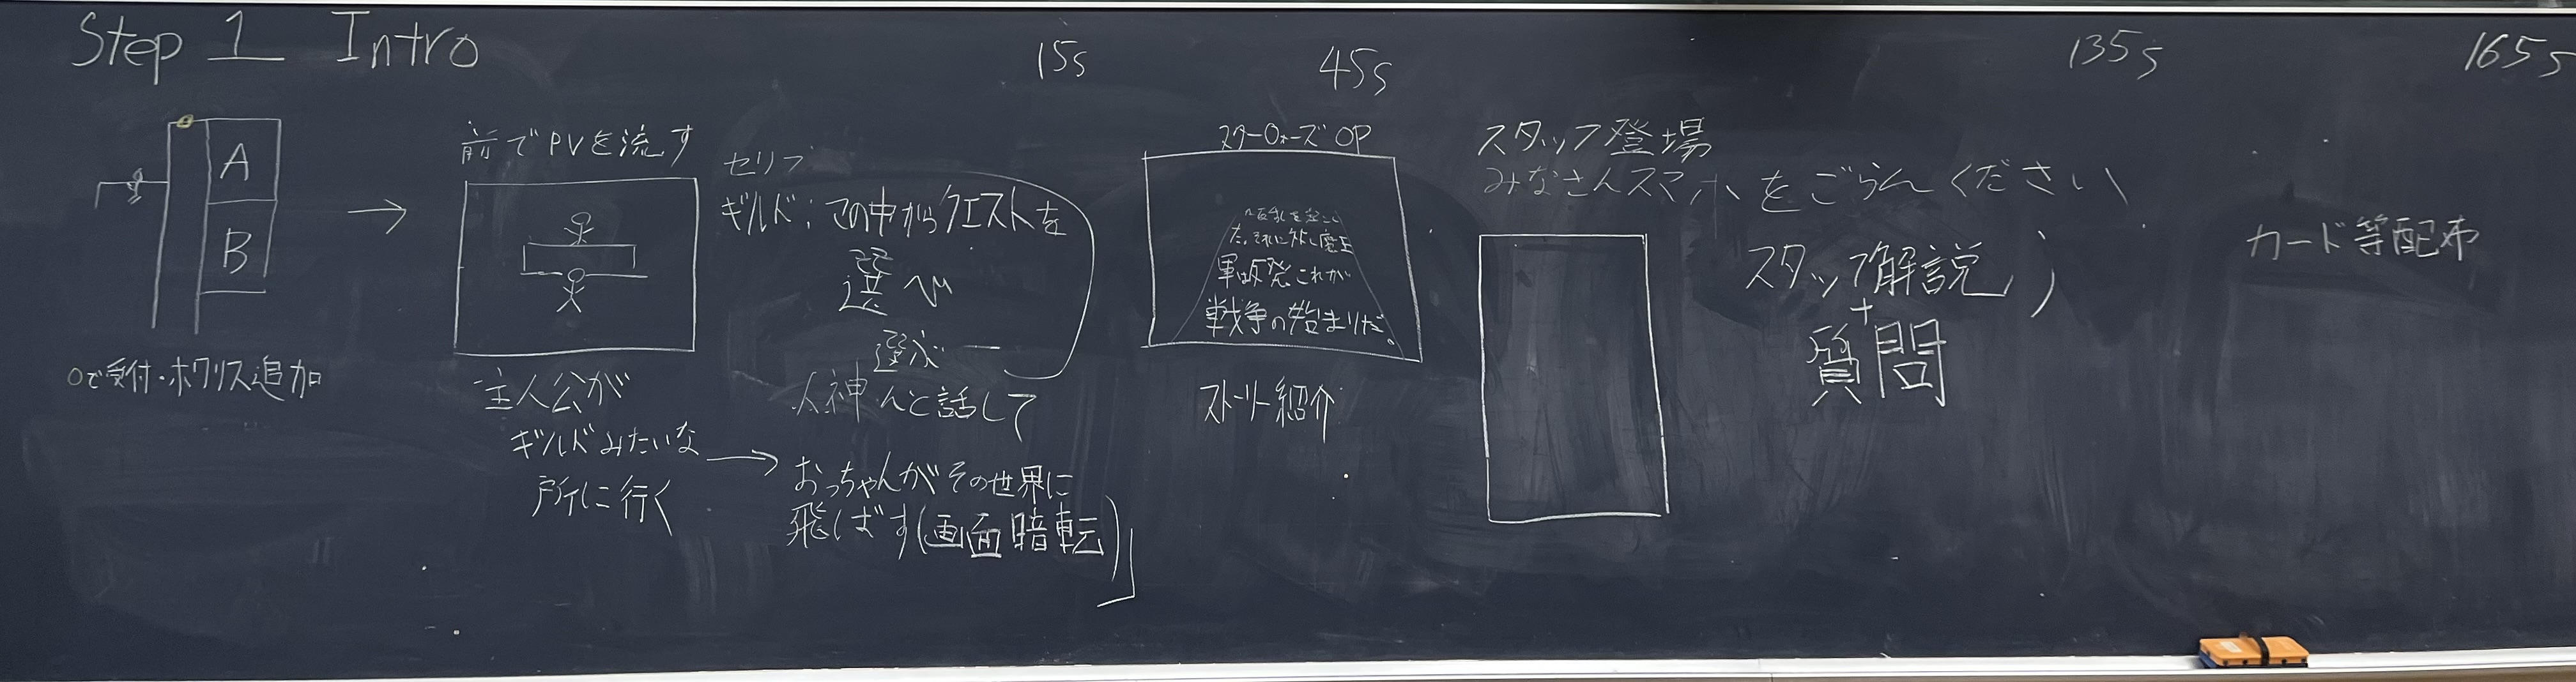 Step 1 Intro
15s
45s
135s
165s
A
B
○で受付・ホワリス追加
前でPVを流す
主人公が
ギルドみたいな
所に行く
セリフ
ギルド:この中からクエストを
選べ
選ぶ
と話して
おっちゃんがその世界に
飛ばす(画面暗転)
スターウォーズOP
反乱を起こし
た。それに対し魔王
軍は反発これが
戦争の始まりだ。
ストーリー紹介
スタッフ登場
みなさんスマホをごらんください
スタッフ解説
+
質問
カード等配布